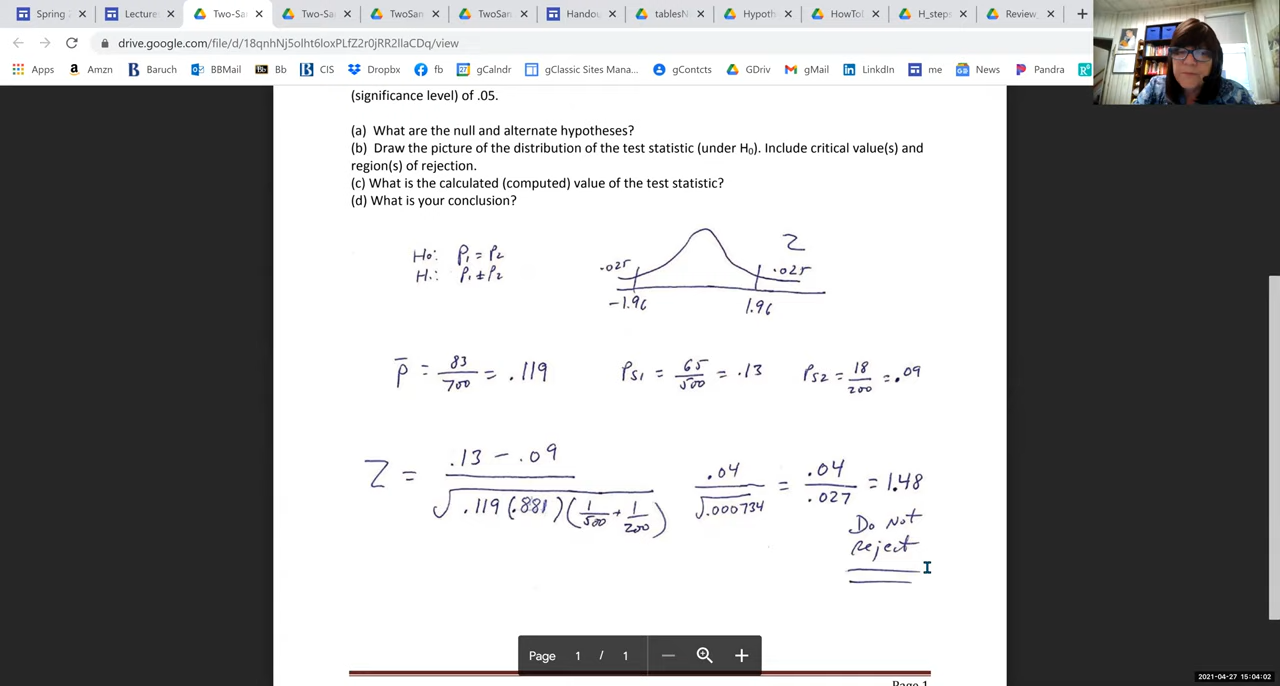 Spring
Lecture:
Two-Sar
Two-Sa
TwoSan
TwoSan
Handou
tablesN
Hypoth
HowTol
H_steps
Review_
drive.google.com/file/d/18qnhNj5olht6loxPLfZ2r0jRR2llaCDq/view
Apps Amzn Baruch BBMail Bb CIS Dropbx fb gCalndr gClassic Sites Mana... gContcts GDriv gMail LinkdIn me News Pandra
(significance level) of .05.
(a) What are the null and alternate hypotheses?
(b) Draw the picture of the distribution of the test statistic (under H₀). Include critical value(s) and
region(s) of rejection.
(c) What is the calculated (computed) value of the test statistic?
(d) What is your conclusion?
H₀: P₁ = P₂
H₁: P₁ ≠ P₂
Z
.025 .025
-1.96 1.96
p̄ = 83/700 = .119 Ps1 = 65/500 = .13 Ps2 = 18/200 = .09
Z = .13 - .09 / √.119(.881)(1/500 + 1/200) .04/√.000734 = .04/.027 = 1.48
Do Not
Reject
Page 1 / 1
2021-04-27 15:04:02